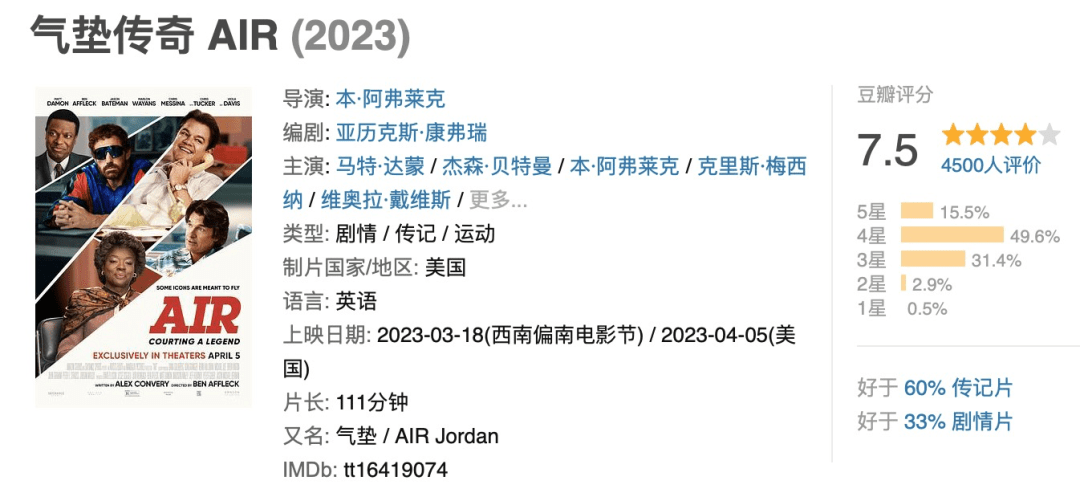 气垫传奇 AIR (2023)
MATT DAMON BEN AFFLECK JASON BATEMAN MARLON WAYANS CHRIS MESSINA CHRIS TUCKER VIOLA DAVIS
SOME ICONS ARE MEANT TO FLY
AIR
COURTING A LEGEND
EXCLUSIVELY IN THEATERS APRIL 5
WRITTEN BY ALEX CONVERY DIRECTED BY BEN AFFLECK
导演: 本·阿弗莱克
编剧: 亚历克斯·康弗瑞
主演: 马特·达蒙 / 杰森·贝特曼 / 本·阿弗莱克 / 克里斯·梅西
纳 / 维奥拉·戴维斯 / 更多...
类型: 剧情 / 传记 / 运动
制片国家/地区: 美国
语言: 英语
上映日期: 2023-03-18(西南偏南电影节) / 2023-04-05(美
国)
片长: 111分钟
又名: 气垫 / AIR Jordan
IMDb: tt16419074
豆瓣评分
7.5
4500人评价
5星 15.5%
4星 49.6%
3星 31.4%
2星 2.9%
1星 0.5%
好于 60% 传记片
好于 33% 剧情片